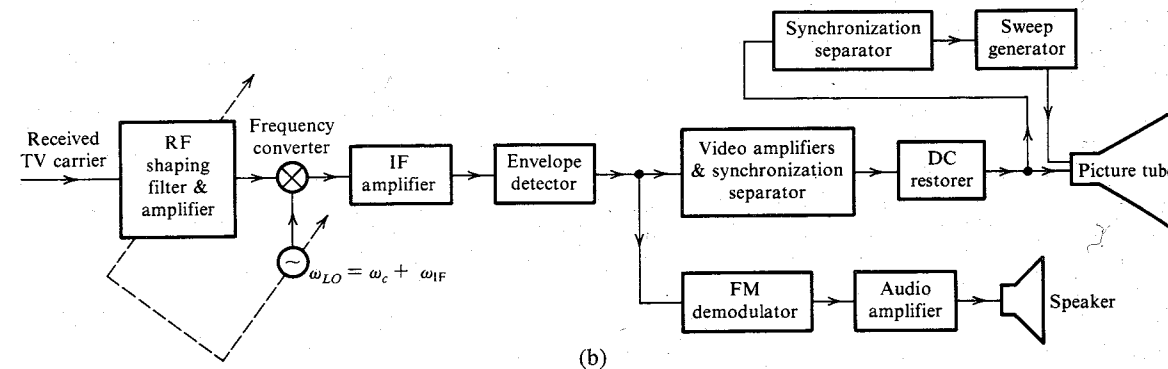 Received
TV carrier
RF
shaping
filter &
amplifier
Frequency
converter
~
ω_LO = ω_c + ω_IF
IF
amplifier
Envelope
detector
Video amplifiers
& synchronization
separator
DC
restorer
Synchronization
separator
Sweep
generator
Picture tube
FM
demodulator
Audio
amplifier
Speaker
(b)